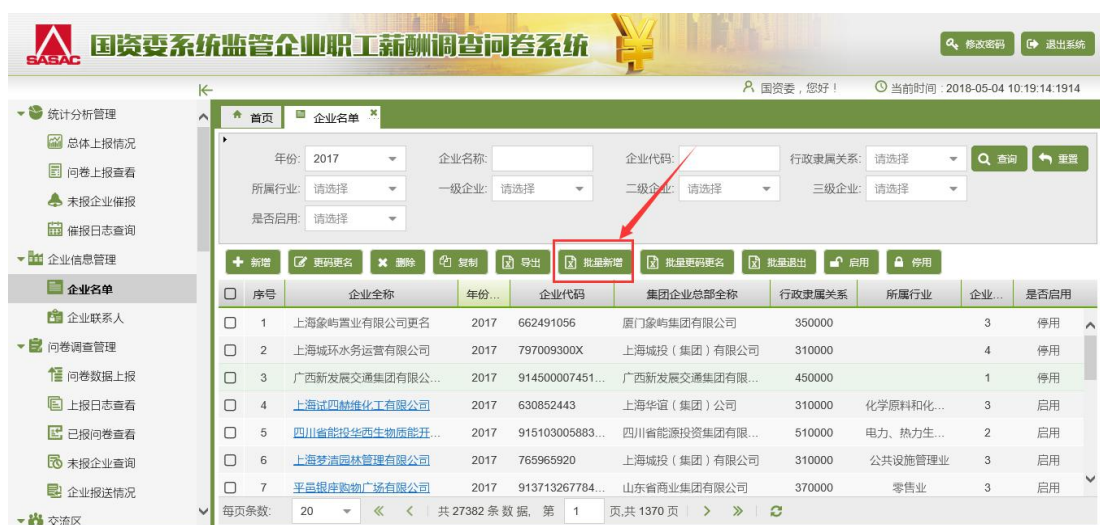 SASAC 国资委系统监管企业职工薪酬调查问卷系统 修改密码 退出系统
国资委，您好！ 当前时间：2018-05-04 10:19:14:1914
统计分析管理
总体上报情况
问卷上报查看
未报企业催报
催报日志查询
企业信息管理
企业名单
企业联系人
问卷调查管理
问卷数据上报
上报日志查看
已报问卷查看
未报企业查询
企业报送情况
交流区
首页 企业名单
年份: 2017 企业名称: 企业代码: 行政隶属关系: 请选择 查询 重置
所属行业: 请选择 一级企业: 请选择 二级企业: 请选择 三级企业: 请选择
是否启用: 请选择
新增 更码更名 删除 复制 导出 批量新增 批量更码更名 批量退出 启用 停用
序号 企业全称 年份... 企业代码 集团企业总部全称 行政隶属关系 所属行业 企业... 是否启用
1 上海象屿置业有限公司更名 2017 662491056 厦门象屿集团有限公司 350000 3 停用
2 上海城环水务运营有限公司 2017 797009300X 上海城投（集团）有限公司 310000 4 停用
3 广西新发展交通集团有限公... 2017 914500007451... 广西新发展交通集团有限... 450000 1 停用
4 上海试四赫维化工有限公司 2017 630852443 上海华谊（集团）公司 310000 化学原料和化... 3 启用
5 四川省能投华西生物质能开... 2017 915103005883... 四川省能源投资集团有限... 510000 电力、热力生... 2 启用
6 上海梦清园林管理有限公司 2017 765965920 上海城投（集团）有限公司 310000 公共设施管理业 3 启用
7 平邑银座购物广场有限公司 2017 913713267784... 山东省商业集团有限公司 370000 零售业 3 启用
每页条数: 20 共 27382 条数据, 第 1 页,共 1370 页